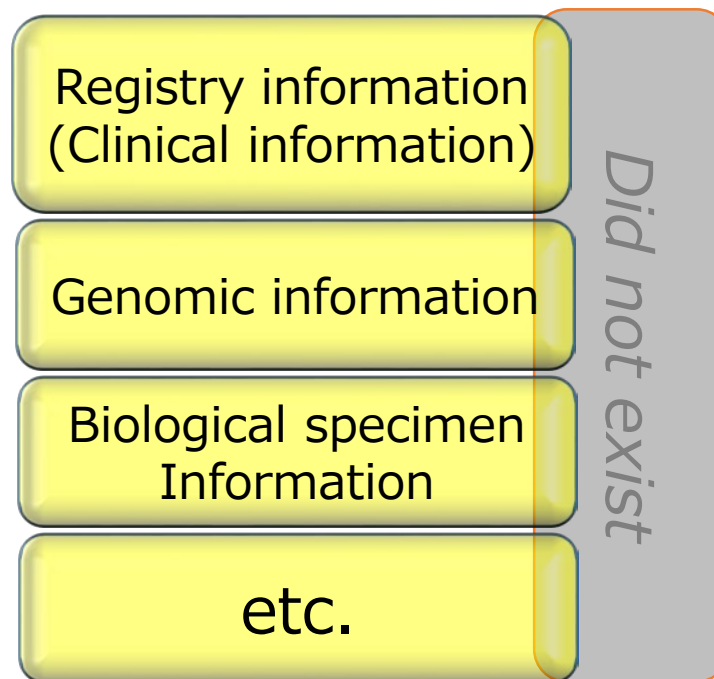 Registry information
(Clinical information)
Genomic information
Biological specimen
Information
etc.
Did not exist